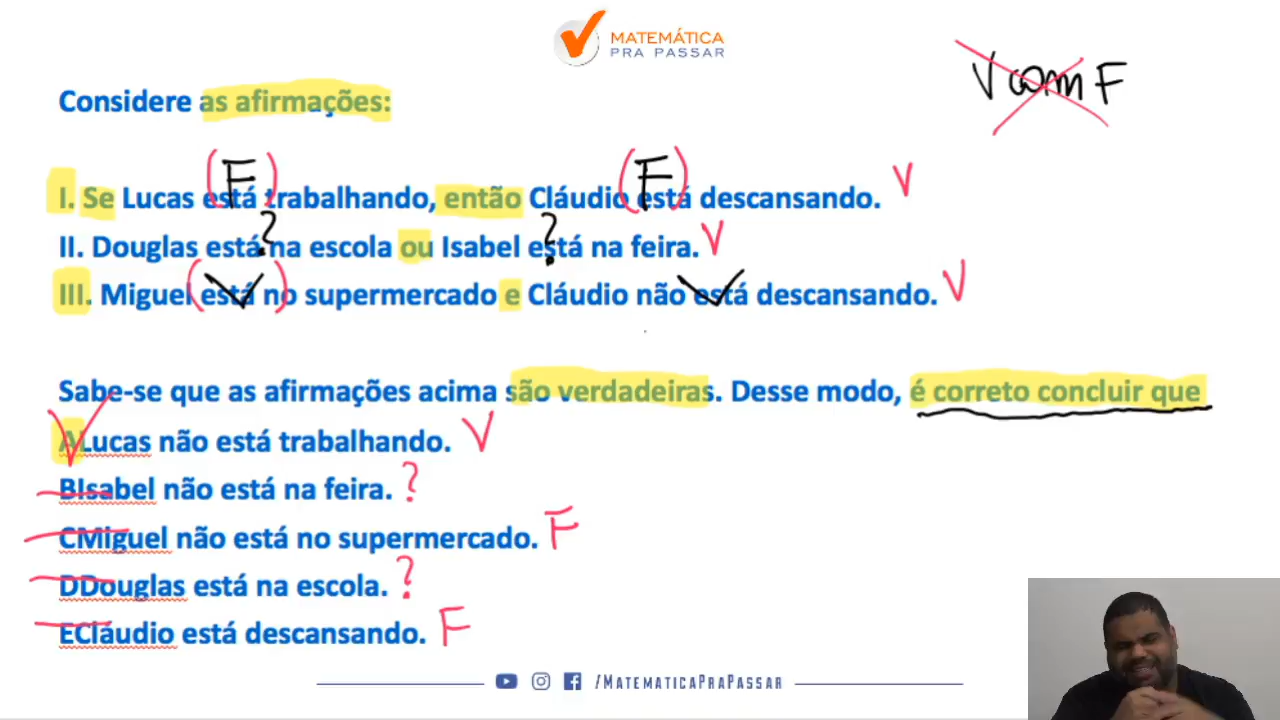 MATEMÁTICA
PRA PASSAR
V com F
Considere as afirmações:
F F
I. Se Lucas está trabalhando, então Cláudio está descansando. V
? ?
II. Douglas está na escola ou Isabel está na feira. V
III. Miguel está no supermercado e Cláudio não está descansando. V
V V
Sabe-se que as afirmações acima são verdadeiras. Desse modo, é correto concluir que
ALucas não está trabalhando. V
BIsabel não está na feira. ?
CMiguel não está no supermercado. F
DDouglas está na escola. ?
ECláudio está descansando. F
/MatematicaPraPassar